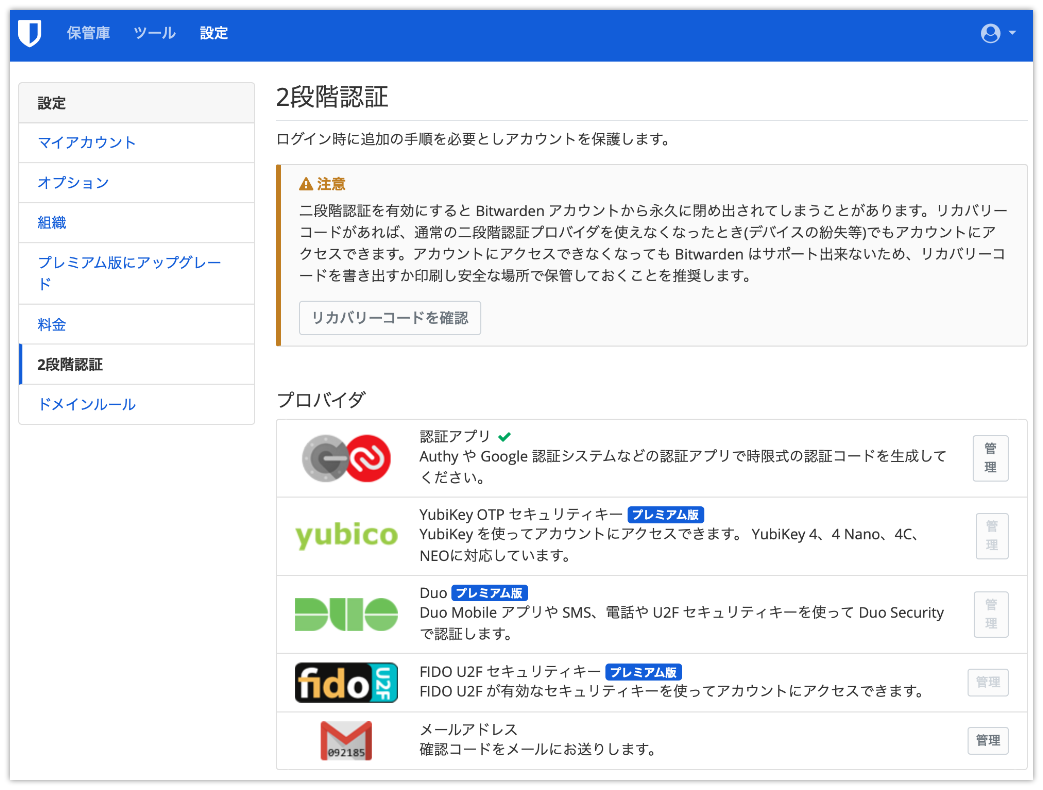 保管庫 ツール 設定
設定
マイアカウント
オプション
組織
プレミアム版にアップグレー
ド
料金
2段階認証
ドメインルール
2段階認証
ログイン時に追加の手順を必要としアカウントを保護します。
注意
二段階認証を有効にすると Bitwarden アカウントから永久に閉め出されてしまうことがあります。リカバリー
コードがあれば、通常の二段階認証プロバイダを使えなくなったとき(デバイスの紛失等)でもアカウントにア
クセスできます。アカウントにアクセスできなくなっても Bitwarden はサポート出来ないため、リカバリーコ
ードを書き出すか印刷し安全な場所で保管しておくことを推奨します。
リカバリーコードを確認
プロバイダ
認証アプリ
Authy や Google 認証システムなどの認証アプリで時限式の認証コードを生成して
ください。
管
理
yubico
YubiKey OTP セキュリティキー プレミアム版
YubiKey を使ってアカウントにアクセスできます。 YubiKey 4、4 Nano、4C、
NEOに対応しています。
管
理
DUO
Duo プレミアム版
Duo Mobile アプリや SMS、電話や U2F セキュリティキーを使って Duo Security
で認証します。
管
理
fido U2F
FIDO U2F セキュリティキー プレミアム版
FIDO U2F が有効なセキュリティキーを使ってアカウントにアクセスできます。
管理
092185
メールアドレス
確認コードをメールにお送りします。
管理